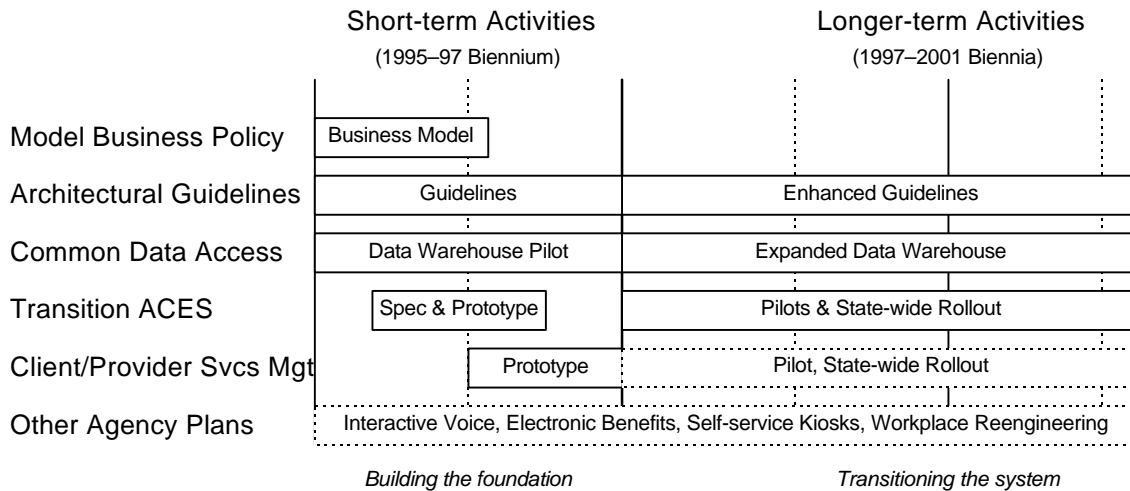 Short-term Activities Longer-term Activities
(1995–97 Biennium) (1997–2001 Biennia)
Model Business Policy Business Model
Architectural Guidelines Guidelines Enhanced Guidelines
Common Data Access Data Warehouse Pilot Expanded Data Warehouse
Transition ACES Spec & Prototype Pilots & State-wide Rollout
Client/Provider Svcs Mgt Prototype Pilot, State-wide Rollout
Other Agency Plans Interactive Voice, Electronic Benefits, Self-service Kiosks, Workplace Reengineering
Building the foundation Transitioning the system